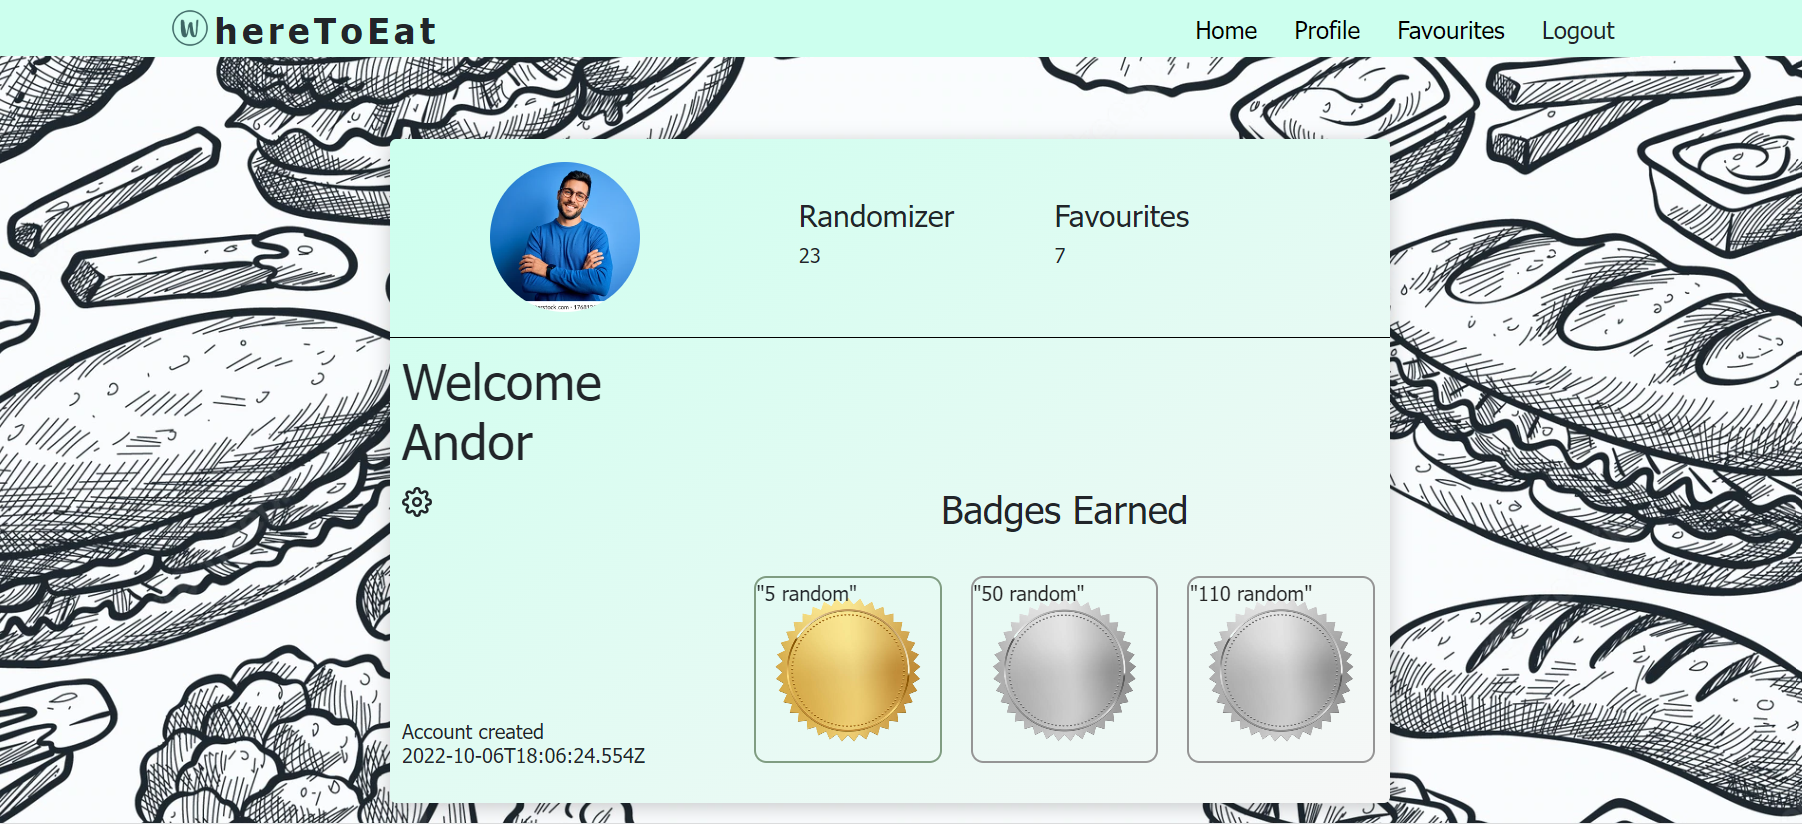 WhereToEat
Home Profile Favourites Logout
Randomizer
23
Favourites
7
Welcome
Andor
Badges Earned
"5 random"
"50 random"
"110 random"
Account created
2022-10-06T18:06:24.554Z